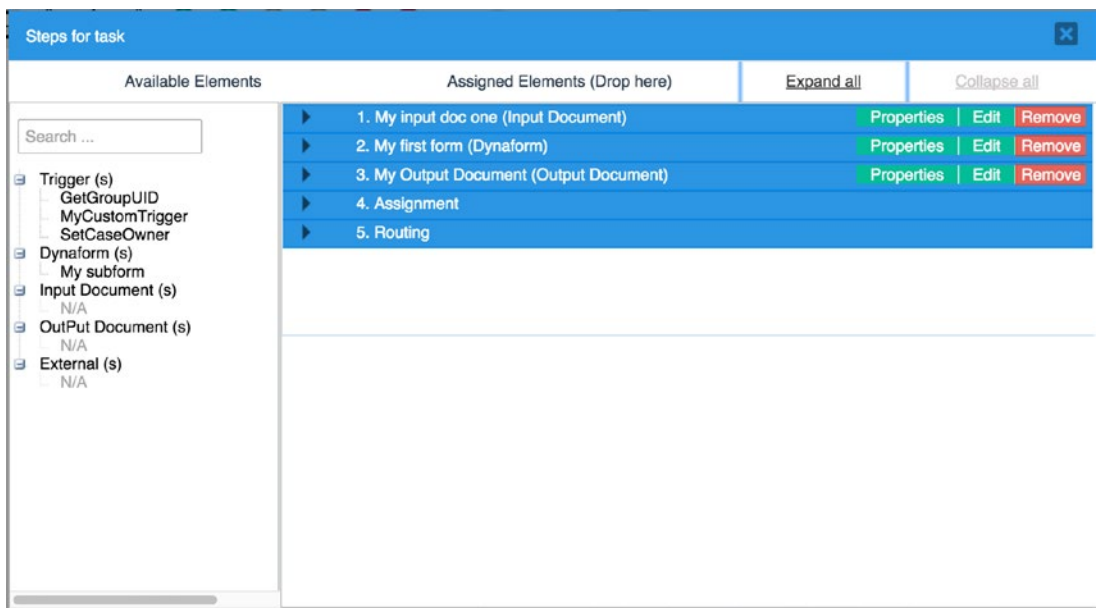 Steps for task
Available Elements Assigned Elements (Drop here) Expand all Collapse all
Search ...
Trigger (s)
GetGroupUID
MyCustomTrigger
SetCaseOwner
Dynaform (s)
My subform
Input Document (s)
N/A
OutPut Document (s)
N/A
External (s)
N/A
1. My input doc one (Input Document) Properties Edit Remove
2. My first form (Dynaform) Properties Edit Remove
3. My Output Document (Output Document) Properties Edit Remove
4. Assignment
5. Routing